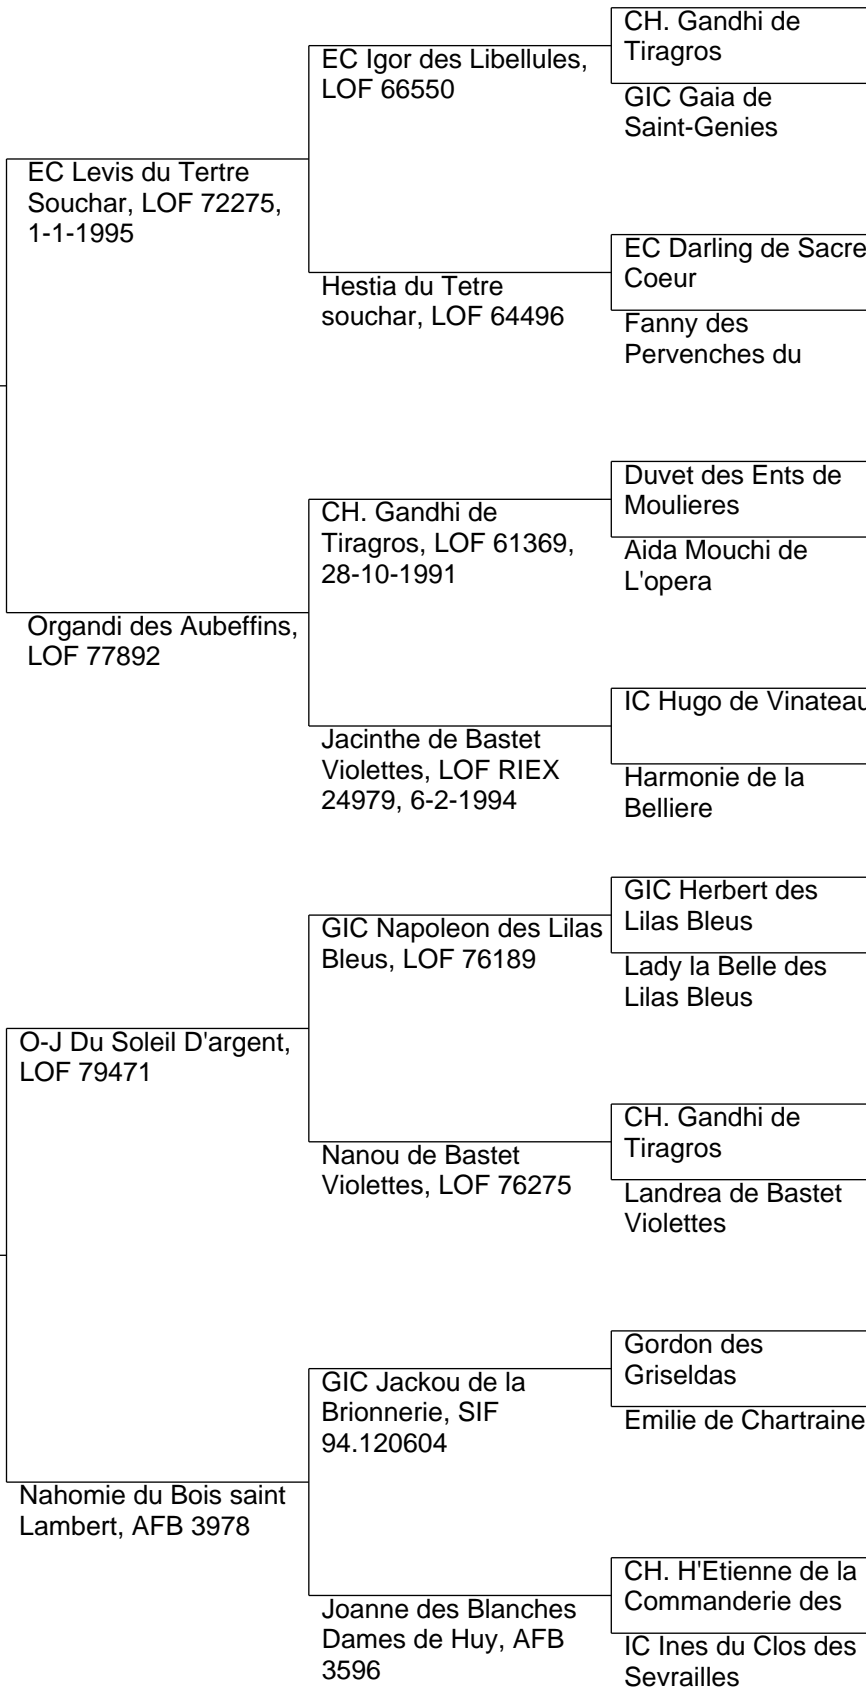 CH. Gandhi de
Tiragros
EC Igor des Libellules,
LOF 66550
GIC Gaia de
Saint-Genies
EC Levis du Tertre
Souchar, LOF 72275,
1-1-1995
EC Darling de Sacre
Coeur
Hestia du Tetre
souchar, LOF 64496
Fanny des
Pervenches du
Duvet des Ents de
Moulieres
CH. Gandhi de
Tiragros, LOF 61369,
28-10-1991
Aida Mouchi de
L'opera
Organdi des Aubeffins,
LOF 77892
IC Hugo de Vinateau
Jacinthe de Bastet
Violettes, LOF RIEX
24979, 6-2-1994
Harmonie de la
Belliere
GIC Herbert des
Lilas Bleus
GIC Napoleon des Lilas
Bleus, LOF 76189
Lady la Belle des
Lilas Bleus
O-J Du Soleil D'argent,
LOF 79471
CH. Gandhi de
Tiragros
Nanou de Bastet
Violettes, LOF 76275
Landrea de Bastet
Violettes
Gordon des
Griseldas
GIC Jackou de la
Brionnerie, SIF
94.120604
Emilie de Chartraine
Nahomie du Bois saint
Lambert, AFB 3978
CH. H'Etienne de la
Commanderie des
Joanne des Blanches
Dames de Huy, AFB
3596
IC Ines du Clos des
Sevrailles